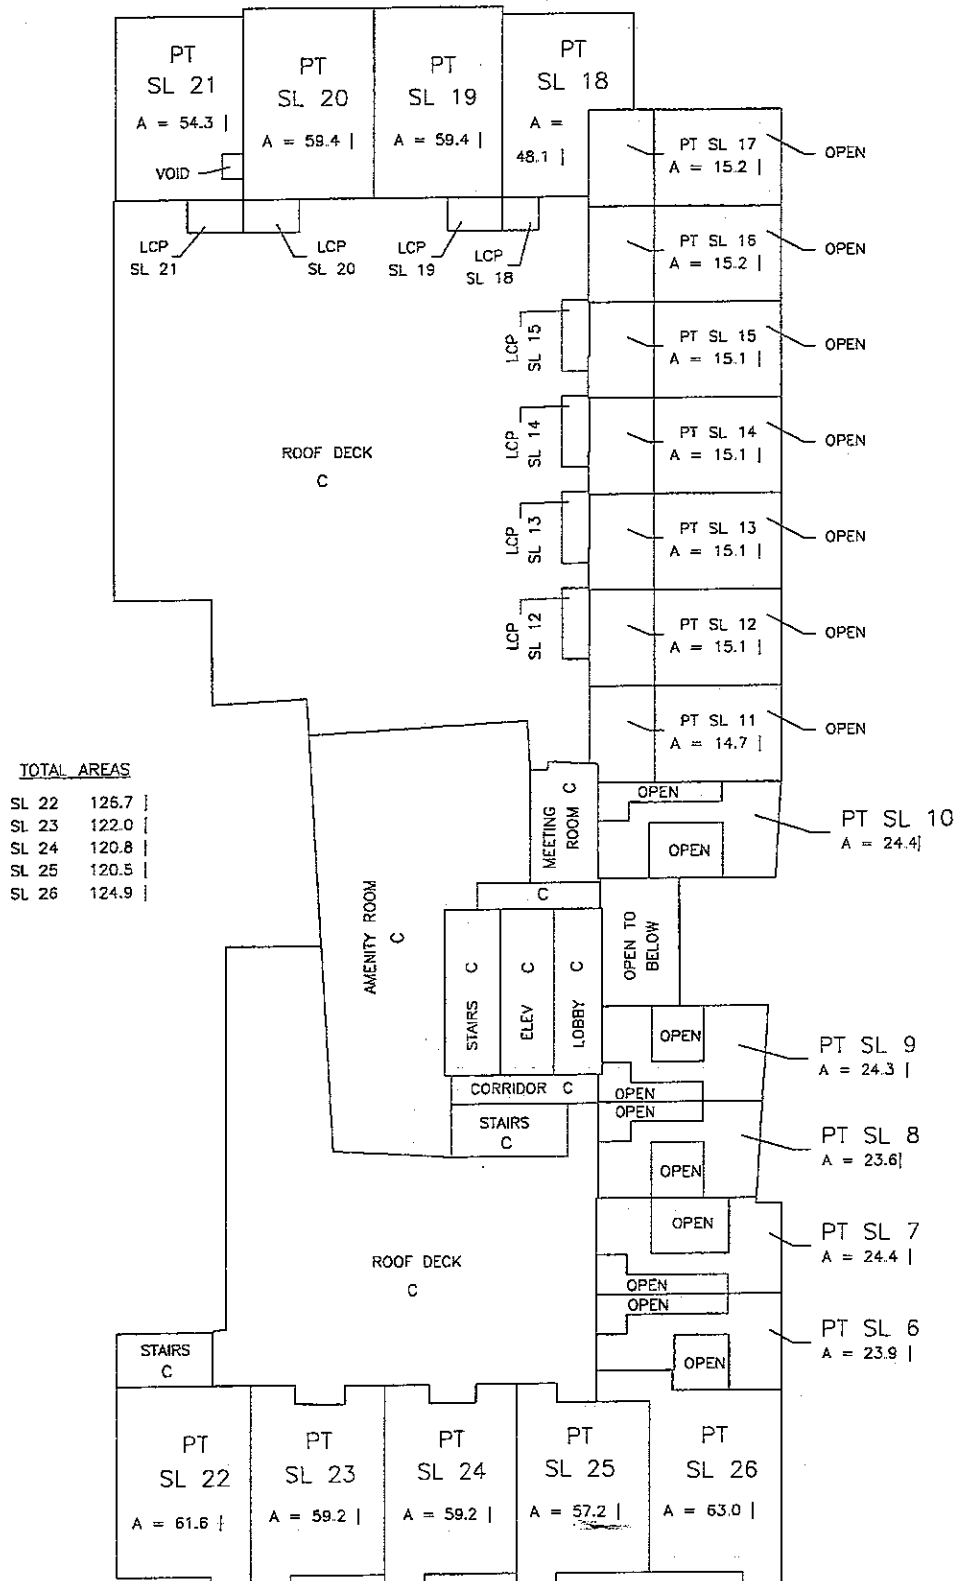 PT
SL 21
A = 54.3
PT
SL 20
A = 59.4
PT
SL 19
A = 59.4
PT
SL 18
A =
48.1
VOID
LCP
SL 21
LCP
SL 20
LCP
SL 19
LCP
SL 18
PT SL 17
A = 15.2
OPEN
PT SL 16
A = 15.2
OPEN
LCP
SL 15
PT SL 15
A = 15.1
OPEN
LCP
SL 14
PT SL 14
A = 15.1
OPEN
ROOF DECK
C
LCP
SL 13
PT SL 13
A = 15.1
OPEN
LCP
SL 12
PT SL 12
A = 15.1
OPEN
PT SL 11
A = 14.7
OPEN
TOTAL AREAS
SL 22 126.7
SL 23 122.0
SL 24 120.8
SL 25 120.5
SL 26 124.9
MEETING
ROOM C
OPEN
OPEN
PT SL 10
A = 24.4
AMENITY ROOM
C
C
STAIRS C
ELEV C
LOBBY C
OPEN TO
BELOW
OPEN
PT SL 9
A = 24.3
CORRIDOR C
OPEN
OPEN
STAIRS
C
PT SL 8
A = 23.6
OPEN
OPEN
PT SL 7
A = 24.4
ROOF DECK
C
OPEN
OPEN
PT SL 6
A = 23.9
OPEN
STAIRS
C
PT
SL 22
A = 61.6
PT
SL 23
A = 59.2
PT
SL 24
A = 59.2
PT
SL 25
A = 57.2
PT
SL 26
A = 63.0